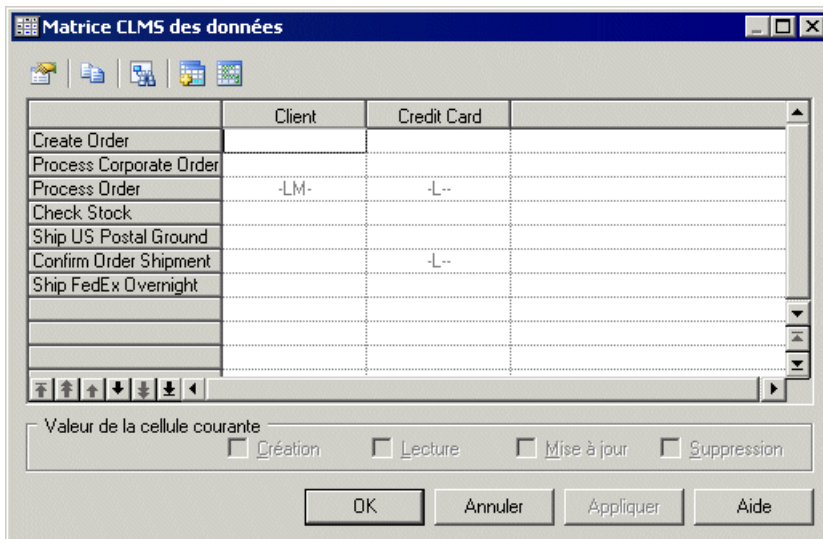 Matrice CLMS des données
Client Credit Card
Create Order
Process Corporate Order
Process Order -LM- -L--
Check Stock
Ship US Postal Ground
Confirm Order Shipment -L--
Ship FedEx Overnight
Valeur de la cellule courante
Création Lecture Mise à jour Suppression
OK Annuler Appliquer Aide